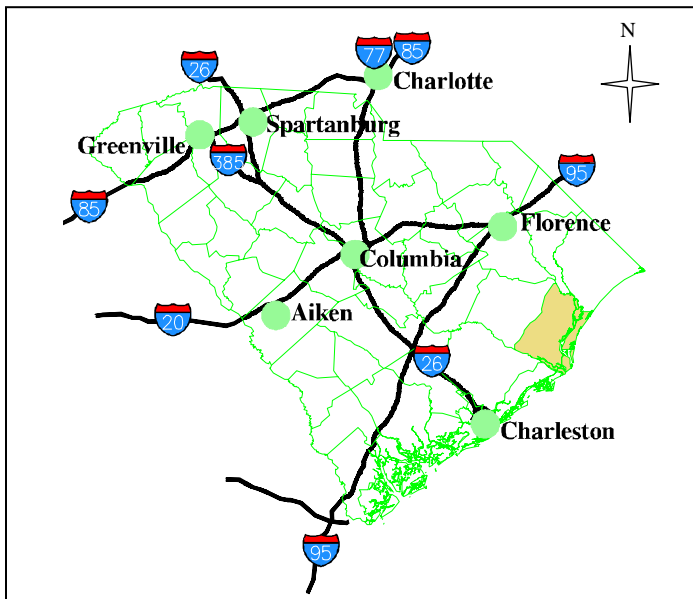 N
77
85
26
Charlotte
Spartanburg
Greenville
385
95
85
Florence
Columbia
Aiken
20
26
Charleston
95